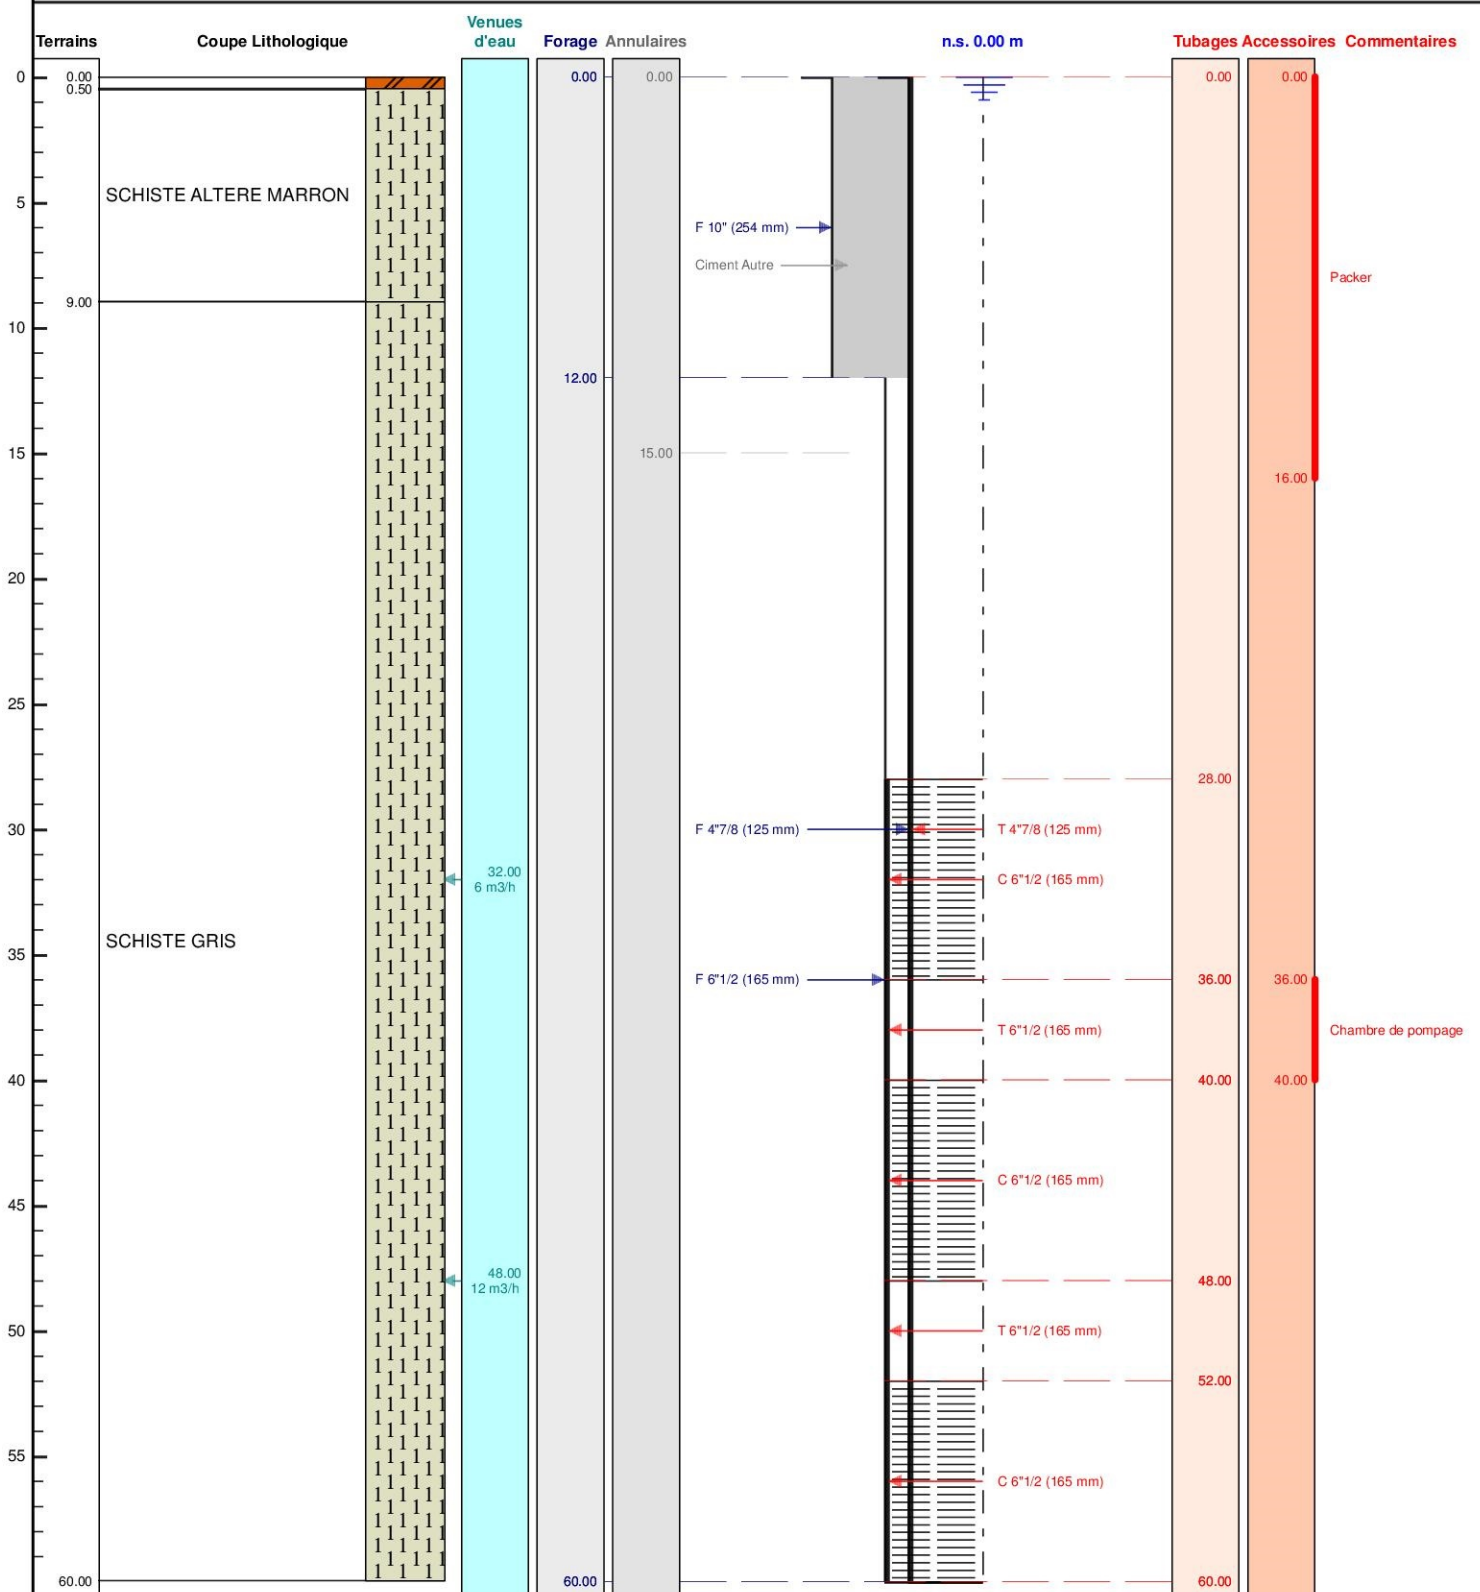 Terrains
Coupe Lithologique
Venues
d'eau
Forage
Annulaires
n.s. 0.00 m
Tubages
Accessoires
Commentaires
0
0.00
0.00
0.00
0.00
0.00
0.50
SCHISTE ALTERE MARRON
5
F 10" (254 mm)
Ciment Autre
Packer
9.00
10
12.00
15
15.00
16.00
20
25
28.00
30
F 4"7/8 (125 mm)
T 4"7/8 (125 mm)
32.00
6 m3/h
C 6"1/2 (165 mm)
SCHISTE GRIS
35
F 6"1/2 (165 mm)
36.00
36.00
T 6"1/2 (165 mm)
Chambre de pompage
40
40.00
40.00
C 6"1/2 (165 mm)
45
48.00
12 m3/h
48.00
50
T 6"1/2 (165 mm)
52.00
55
C 6"1/2 (165 mm)
60.00
60.00
60.00